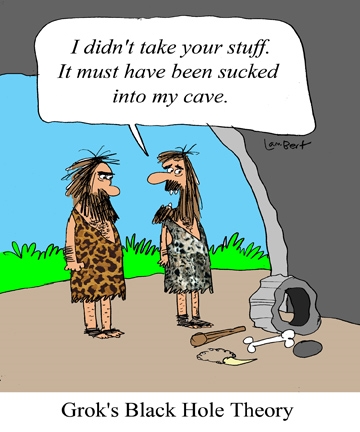 I didn't take your stuff.
It must have been sucked
into my cave.
Lambert
Grok's Black Hole Theory